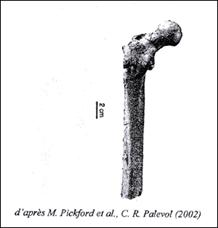 2 cm
d'après M. Pickford et al., C. R. Palevol (2002)